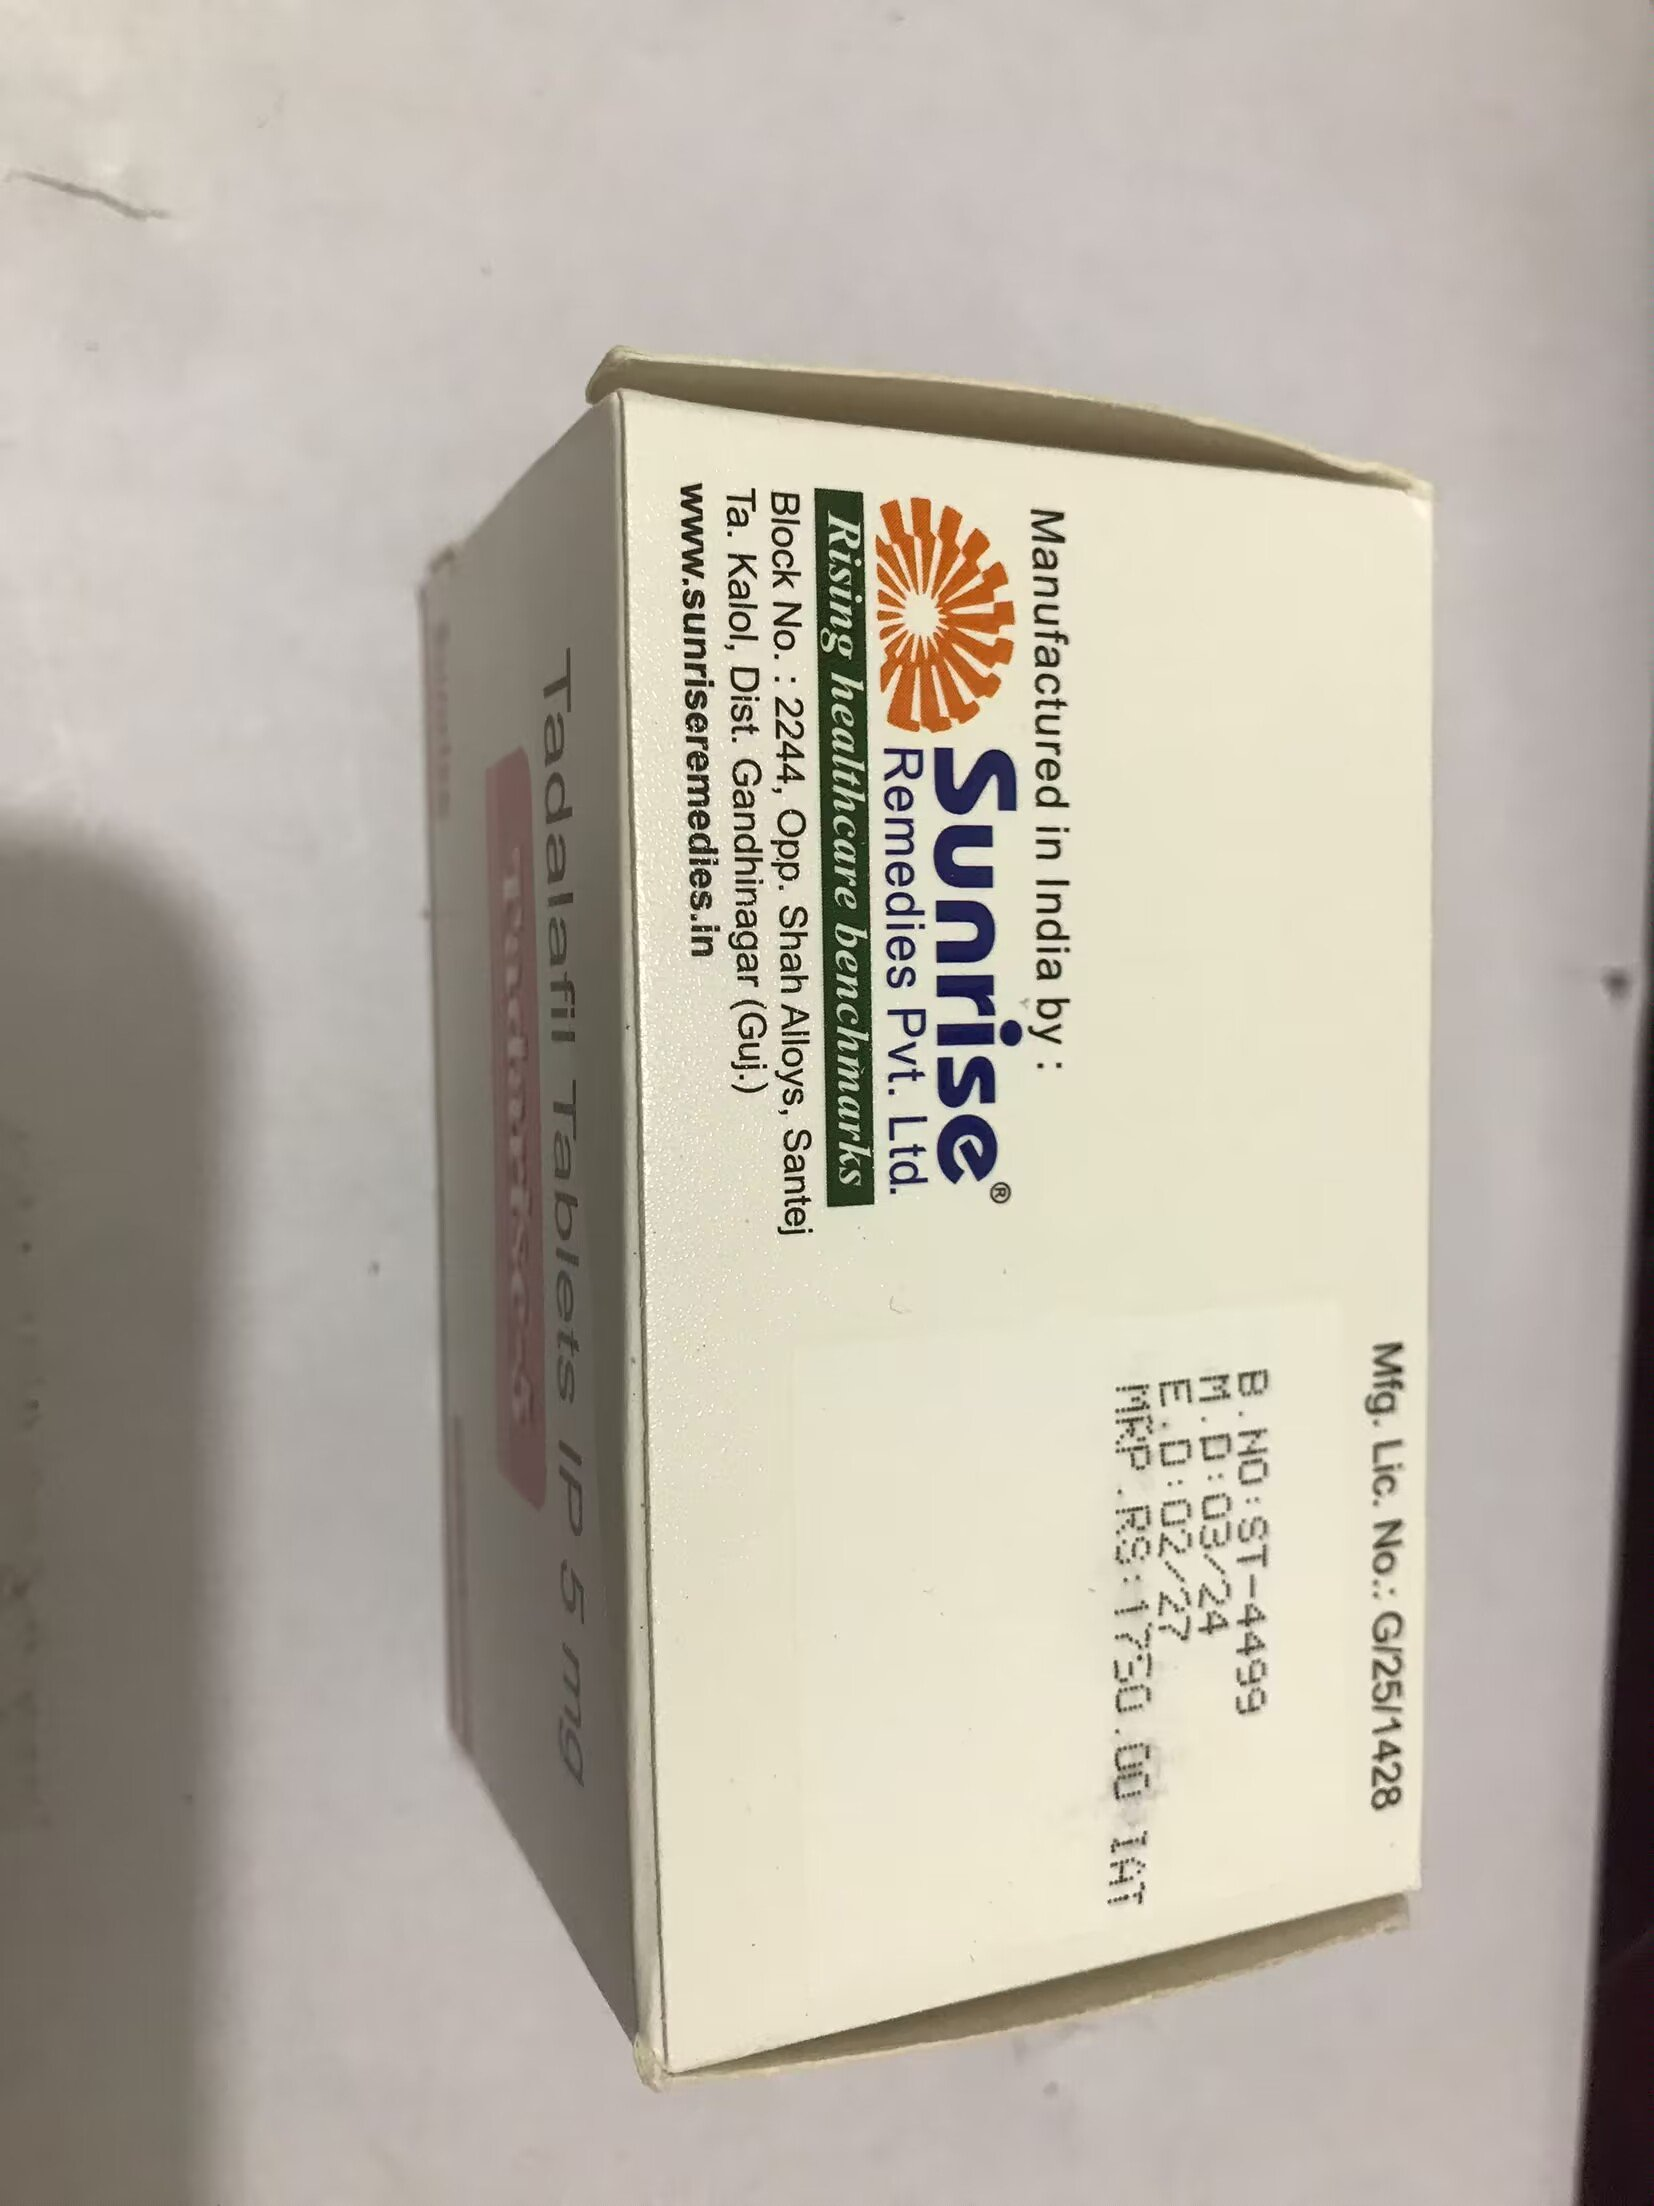 Manufactured in India by :
Sunrise®
Remedies Pvt. Ltd.
Rising healthcare benchmarks
Block No. : 2244, Opp. Shah Alloys, Santej
Ta. Kalol, Dist. Gandhinagar (Guj.)
www.sunriseremedies.in
Mfg. Lic. No.: G/25/1428
B.NO:ST-4499
M.D:03/24
E.D:02/27
MRP.RS:1730.00 IAT
Tadalafil Tablets IP 5 mg